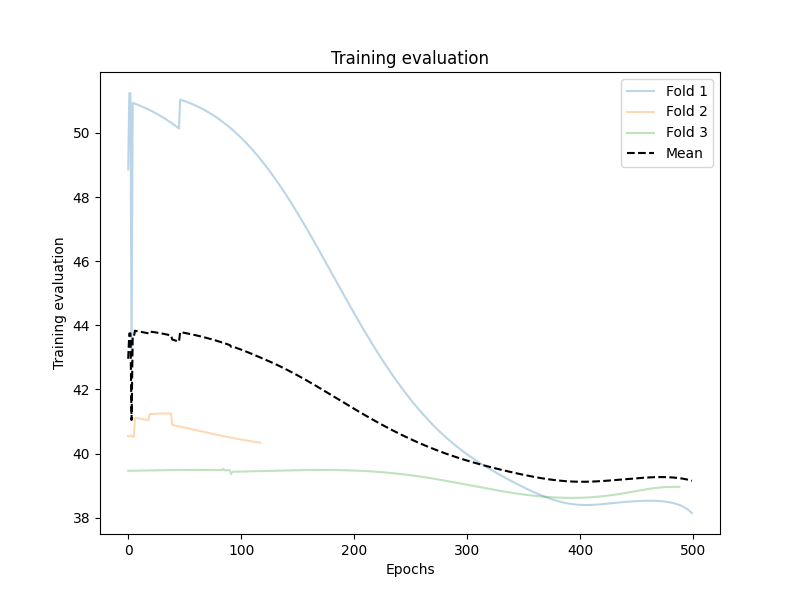 Training evaluation
Fold 1
Fold 2
Fold 3
Mean
Training evaluation
50
48
46
44
42
40
38
0 100 200 300 400 500
Epochs